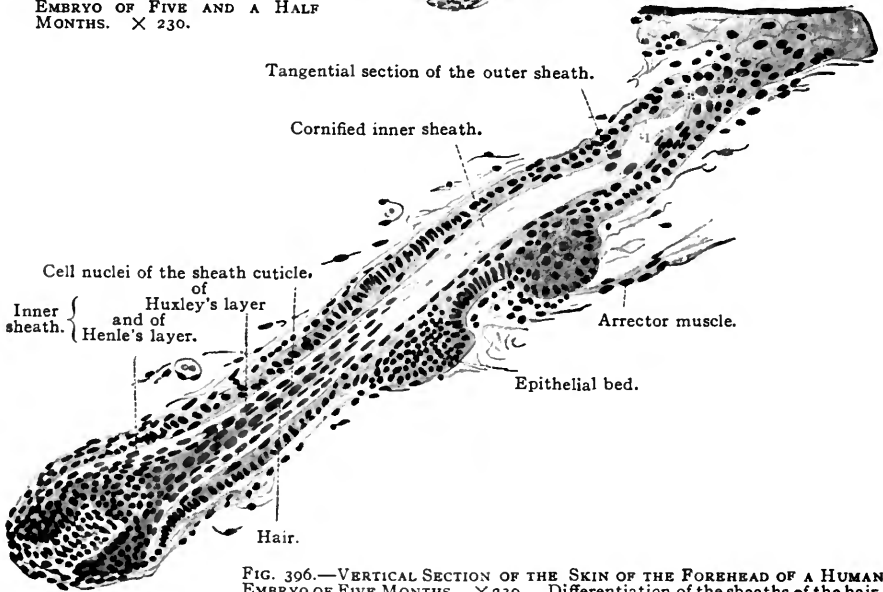 EMBRYO OF FIVE AND A HALF
MONTHS. × 230.
Tangential section of the outer sheath.
Cornified inner sheath.
Cell nuclei of the sheath cuticle.
of
Huxley's layer
Inner
sheath.
and of
Henle's layer.
Arrector muscle.
Epithelial bed.
Hair.
FIG. 396.—VERTICAL SECTION OF THE SKIN OF THE FOREHEAD OF A HUMAN
EMBRYO OF FIVE MONTHS. × 230. Differentiation of the sheaths of the hair